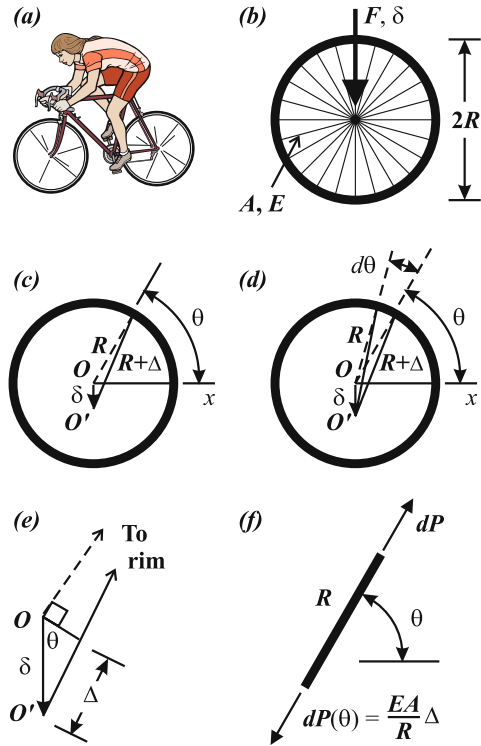 (a)
(b)
F, δ
2R
A, E
(c)
θ
R
R+Δ
O
δ
x
O'
(d)
dθ
θ
R
R+Δ
O
δ
x
O'
(e)
To
rim
O
θ
δ
Δ
O'
(f)
dP
R
θ
dP(θ) = EA/R Δ